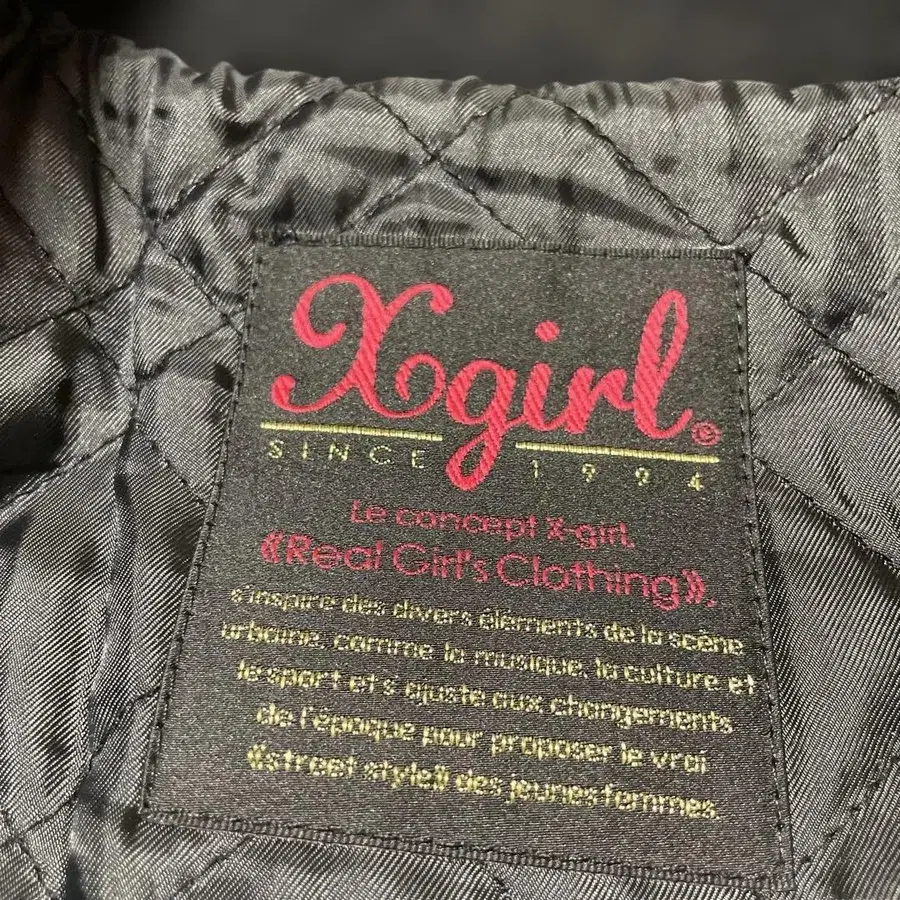 X girl®
SINCE 1994
Le concept X-girl,
«Real Girl's Clothing»,
s'inspire des divers éléments de la scène
urbaine, comme la musique, la culture et
le sport et s'ajuste aux changements
de l'époque pour proposer le vrai
«street style» des jeunes femmes.